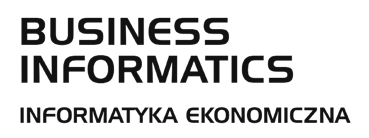 BUSINESS
INFORMATICS
INFORMATYKA EKONOMICZNA